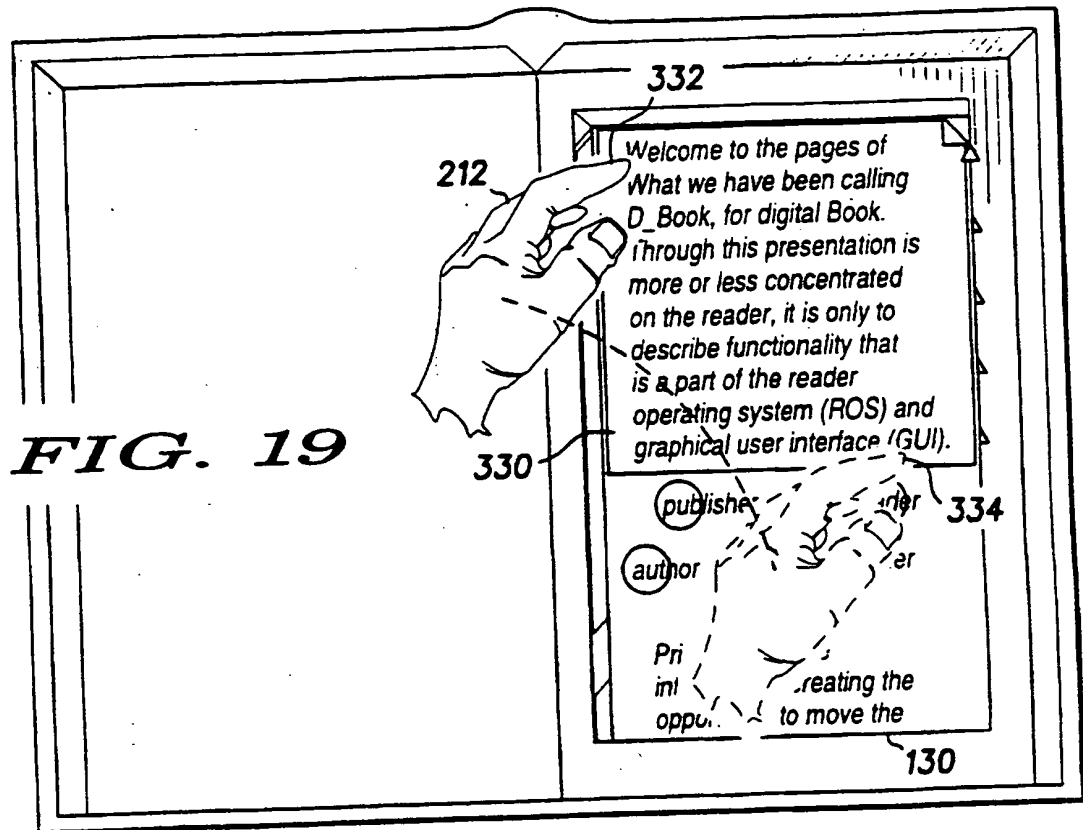 332
212
Welcome to the pages of
What we have been calling
D_Book, for digital Book.
Through this presentation is
more or less concentrated
on the reader, it is only to
describe functionality that
is a part of the reader
operating system (ROS) and
graphical user interface (GUI).
FIG. 19
330
334
publishe
author
the
to move the
130